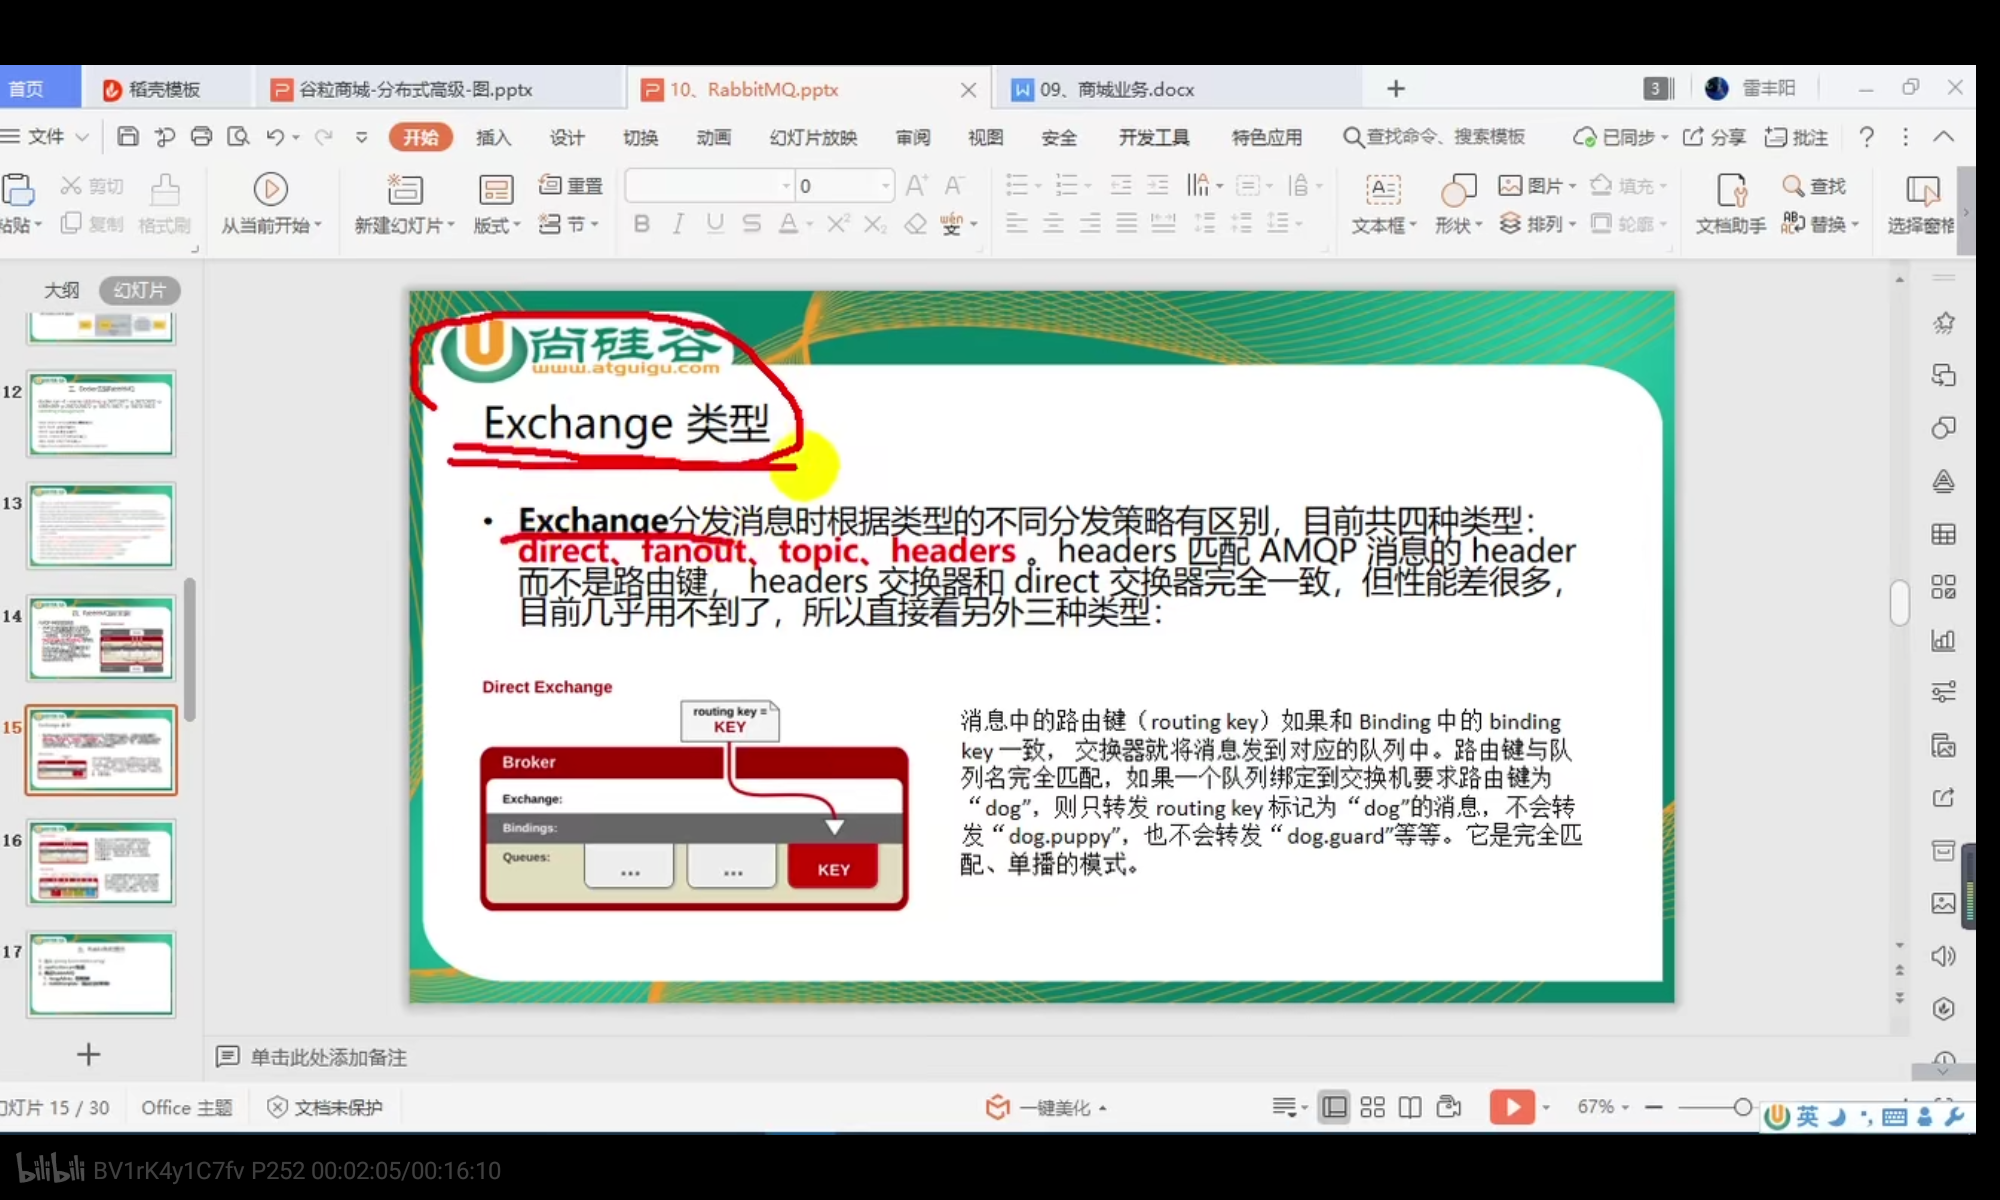 首页
稻壳模板
谷粒商城-分布式高级-图.pptx
10、RabbitMQ.pptx
09、商城业务.docx
3
雷丰阳
文件
开始
插入
设计
切换
动画
幻灯片放映
审阅
视图
安全
开发工具
特色应用
查找命令、搜索模板
已同步
分享
批注
剪切
复制
格式刷
从当前开始
新建幻灯片
版式
重置
节
0
文本框
形状
图片
排列
填充
轮廓
文档助手
查找
替换
选择窗格
大纲
幻灯片
12
13
14
15
16
17
尚硅谷
www.atguigu.com
Exchange 类型
• Exchange分发消息时根据类型的不同分发策略有区别，目前共四种类型：
direct、fanout、topic、headers 。headers 匹配 AMQP 消息的 header
而不是路由键， headers 交换器和 direct 交换器完全一致，但性能差很多，
目前几乎用不到了，所以直接看另外三种类型：
Direct Exchange
routing key =
KEY
Broker
Exchange:
Bindings:
Queues:
...
...
KEY
消息中的路由键（routing key）如果和 Binding 中的 binding
key 一致， 交换器就将消息发到对应的队列中。路由键与队
列名完全匹配，如果一个队列绑定到交换机要求路由键为
“dog”，则只转发 routing key 标记为“dog”的消息，不会转
发“dog.puppy”，也不会转发“dog.guard”等等。它是完全匹
配、单播的模式。
单击此处添加备注
灯片 15 / 30
Office 主题
文档未保护
一键美化
67%
英
bilibili BV1rK4y1C7fv P252 00:02:05/00:16:10